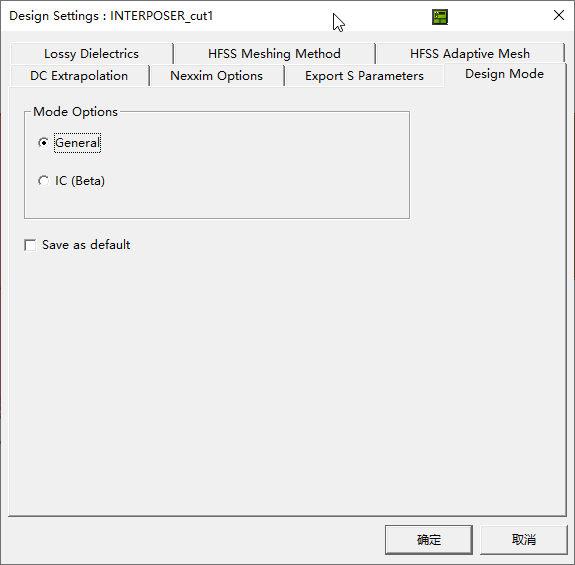 Design Settings : INTERPOSER_cut1
Lossy Dielectrics HFSS Meshing Method HFSS Adaptive Mesh
DC Extrapolation Nexxim Options Export S Parameters Design Mode
Mode Options
General
IC (Beta)
Save as default
确定 取消